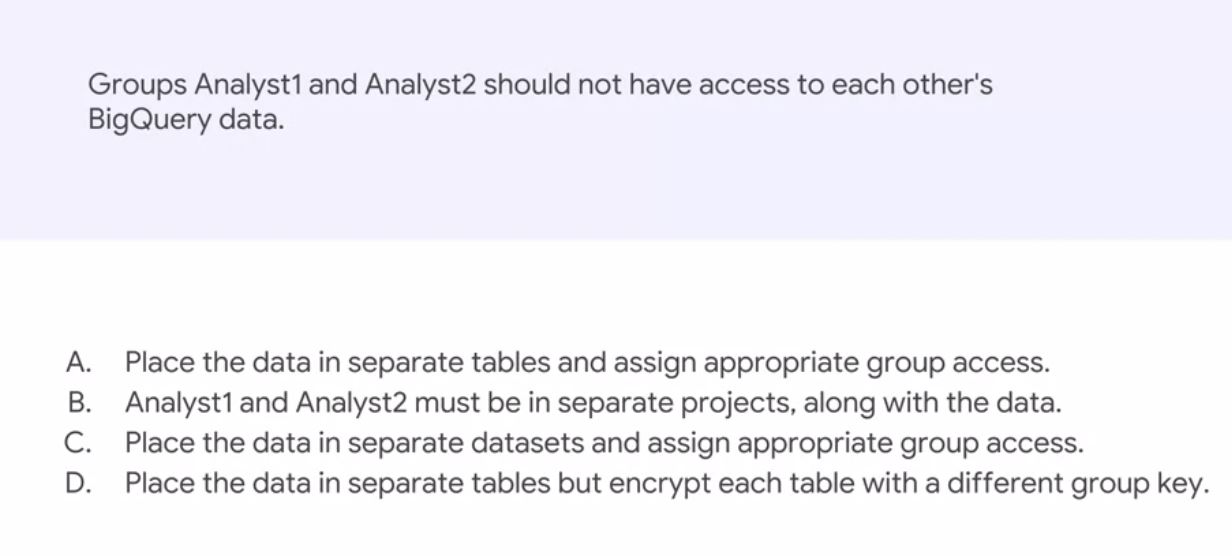 Groups Analyst1 and Analyst2 should not have access to each other's
BigQuery data.
A. Place the data in separate tables and assign appropriate group access.
B. Analyst1 and Analyst2 must be in separate projects, along with the data.
C. Place the data in separate datasets and assign appropriate group access.
D. Place the data in separate tables but encrypt each table with a different group key.